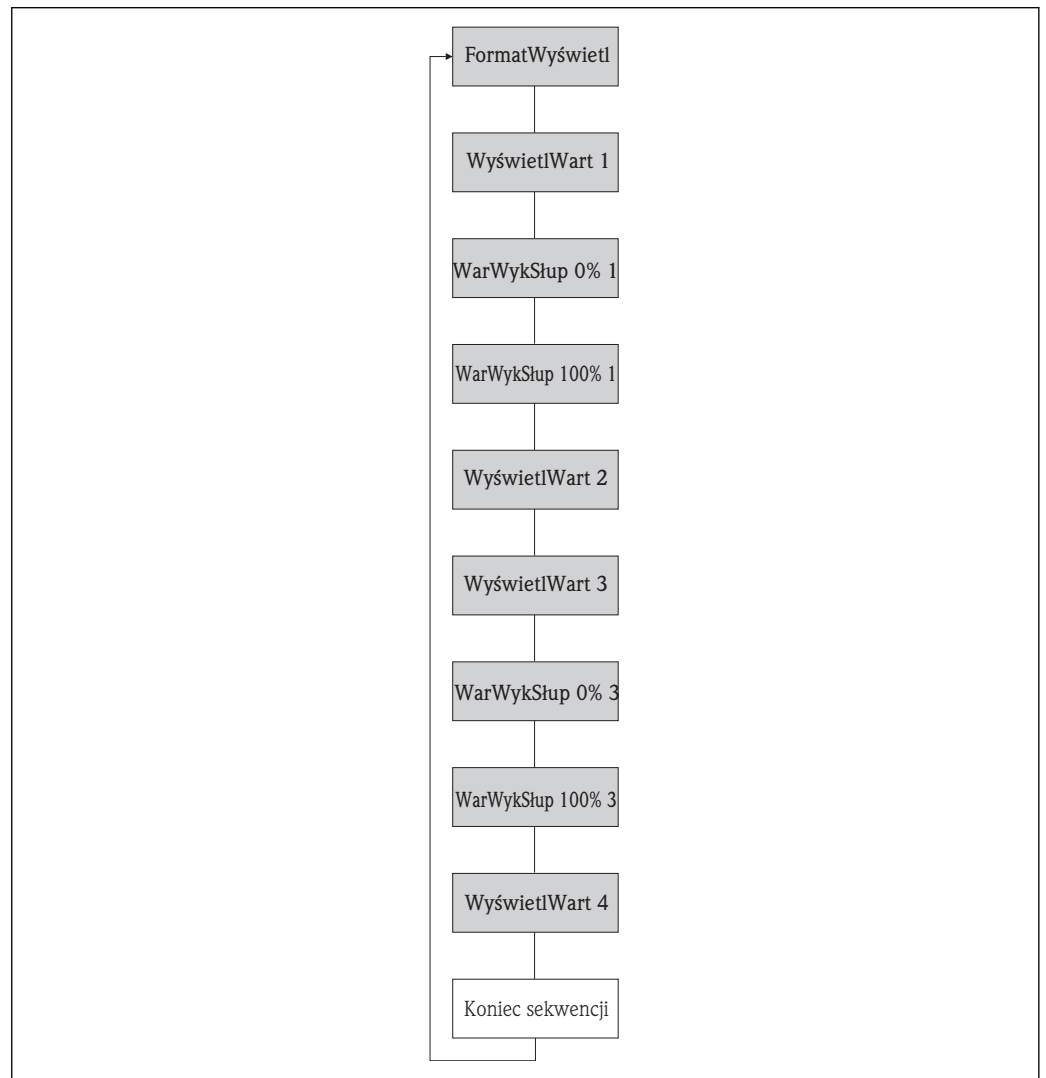 FormatWyświetl
WyświetlWart 1
WarWykSłup 0% 1
WarWykSłup 100% 1
WyświetlWart 2
WyświetlWart 3
WarWykSłup 0% 3
WarWykSłup 100% 3
WyświetlWart 4
Koniec sekwencji